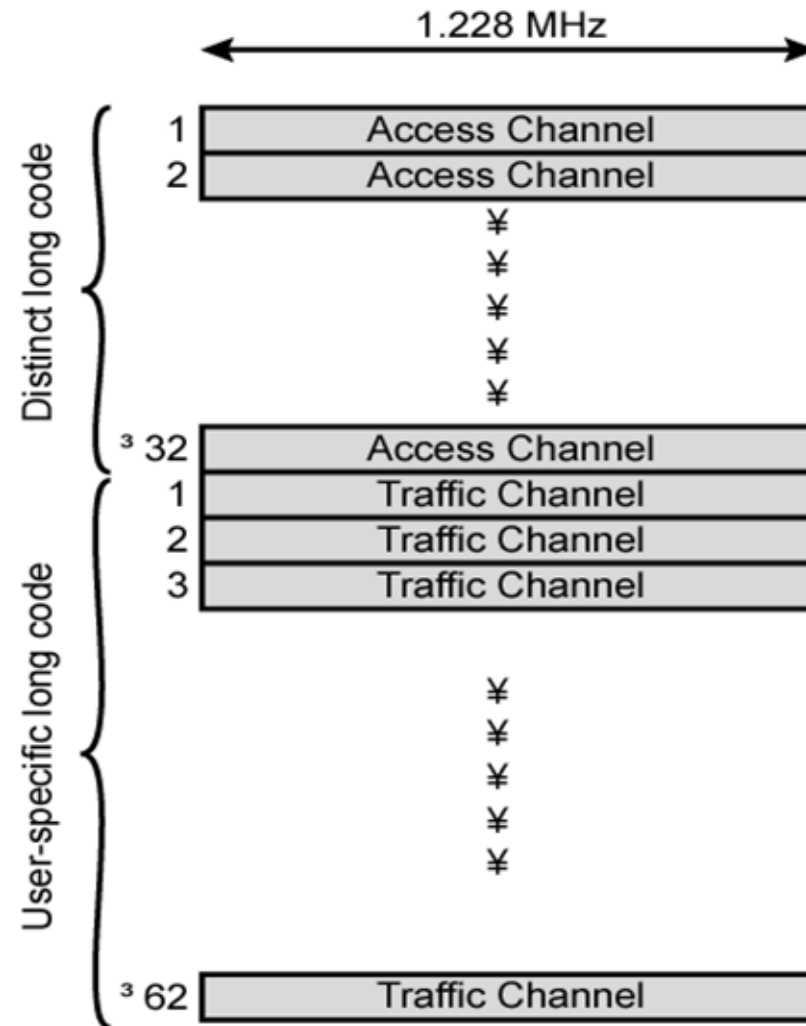 1.228 MHz
Distinct long code
1 Access Channel
2 Access Channel
¥
¥
¥
¥
¥
³ 32 Access Channel
User-specific long code
1 Traffic Channel
2 Traffic Channel
3 Traffic Channel
¥
¥
¥
¥
¥
³ 62 Traffic Channel